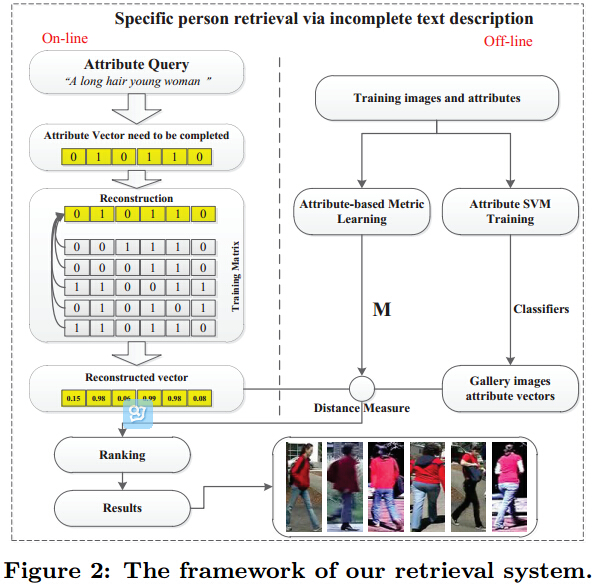 Specific person retrieval via incomplete text description
On-line
Off-line
Attribute Query
“A long hair young woman ”
Attribute Vector need to be completed
0 1 0 1 1 0
Reconstruction
0 1 0 1 1 0
0 0 1 1 1 0
0 0 0 1 1 0
1 1 0 0 1 1
0 1 0 1 0 1
1 1 0 1 1 0
Training Matrix
Reconstructed vector
0.15 0.98 0.06 0.99 0.98 0.08
Training images and attributes
Attribute-based Metric
Learning
Attribute SVM
Training
M
Classifiers
Gallery images
attribute vectors
Distance Measure
Ranking
Results
Figure 2: The framework of our retrieval system.